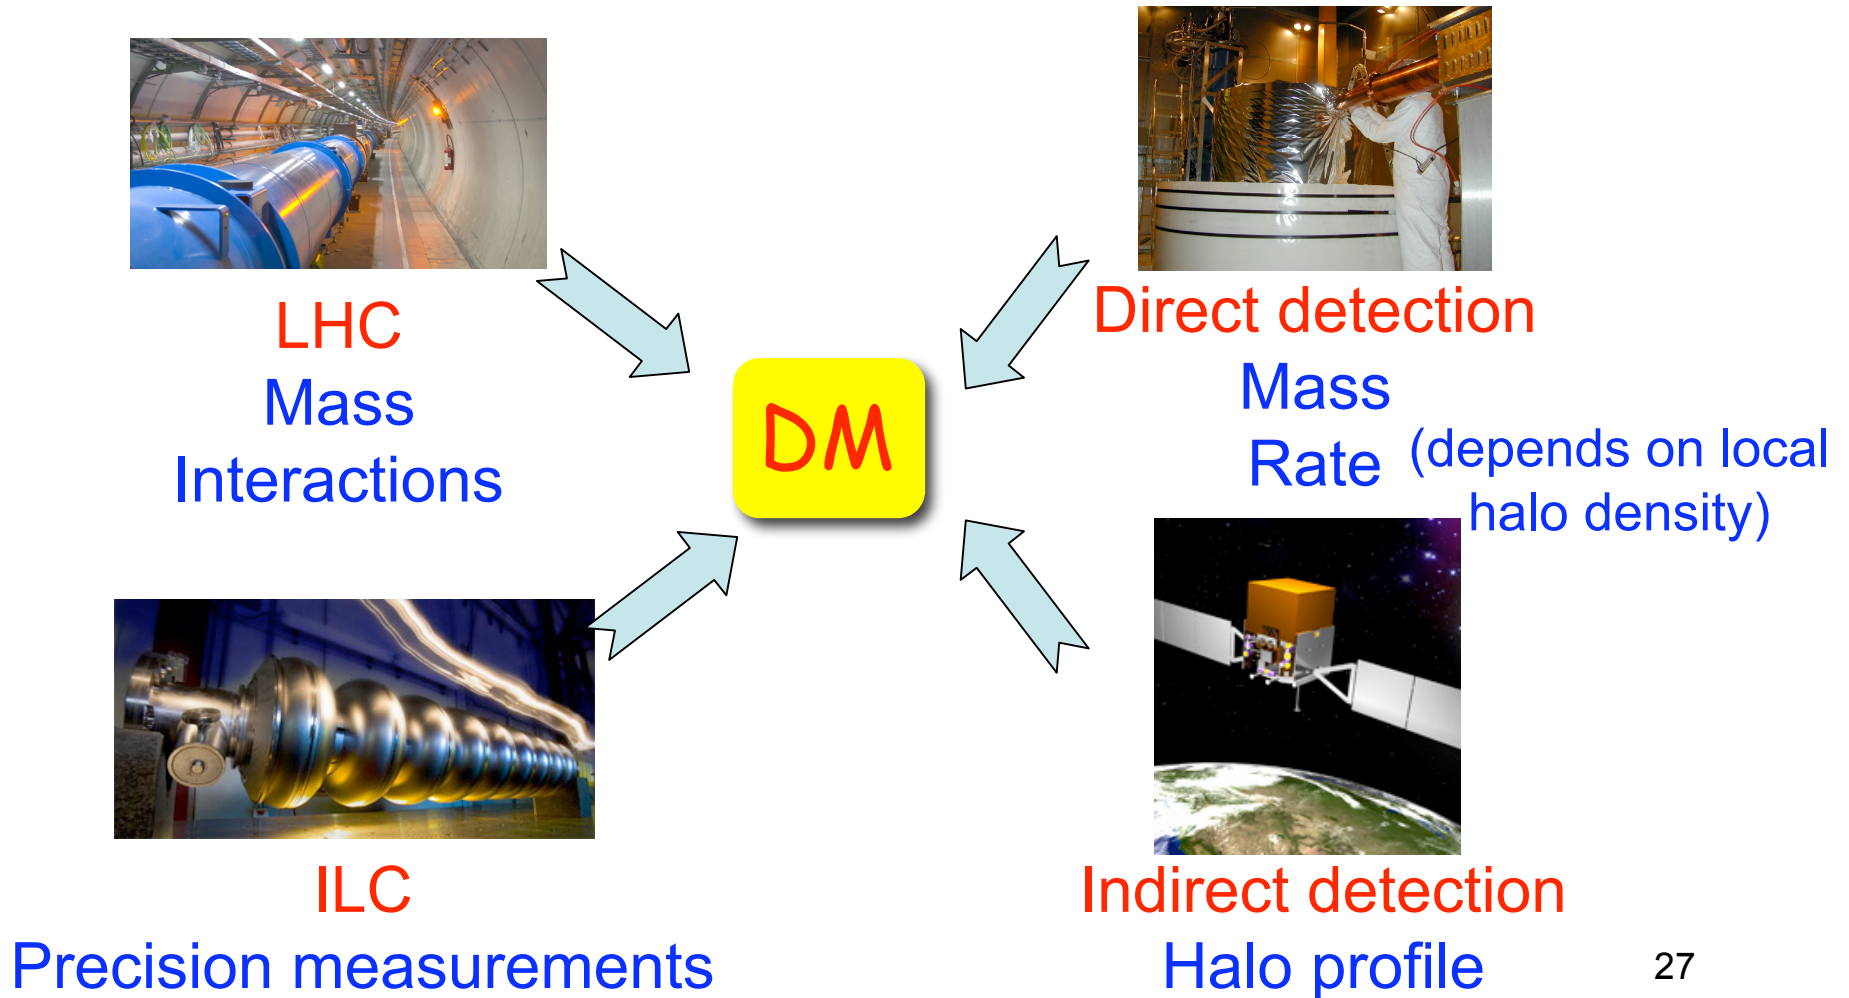 LHC
Mass
Interactions
DM
Direct detection
Mass
Rate (depends on local
halo density)
ILC
Precision measurements
Indirect detection
Halo profile
27